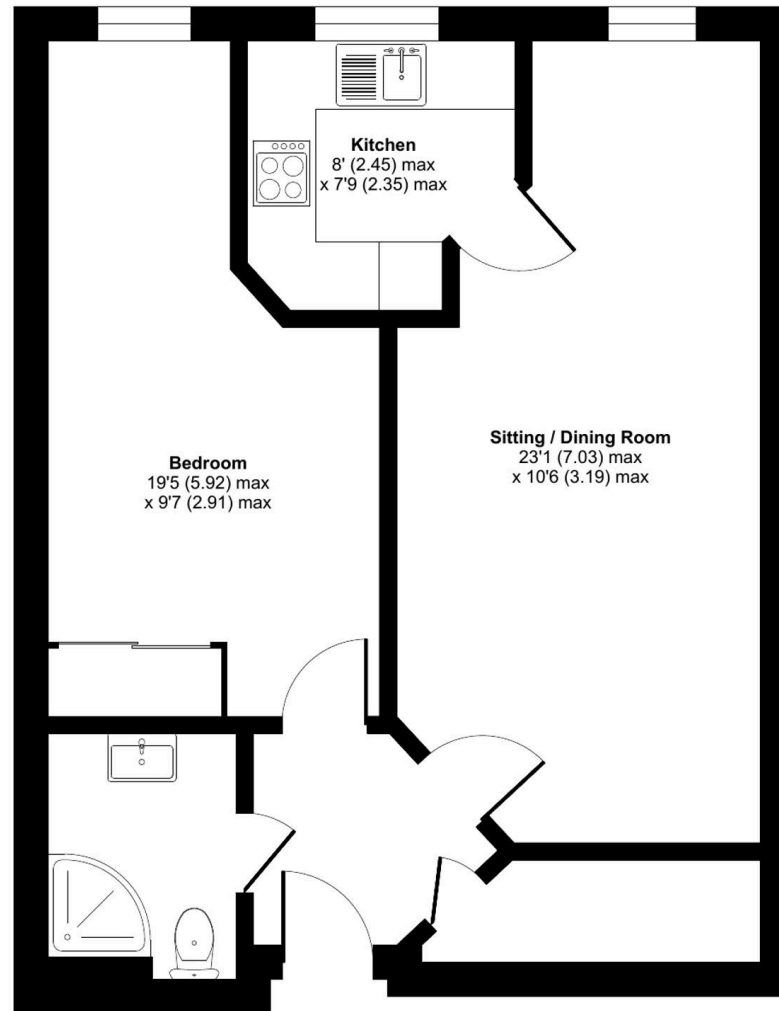 Kitchen
8' (2.45) max
x 7'9 (2.35) max
Bedroom
19'5 (5.92) max
x 9'7 (2.91) max
Sitting / Dining Room
23'1 (7.03) max
x 10'6 (3.19) max